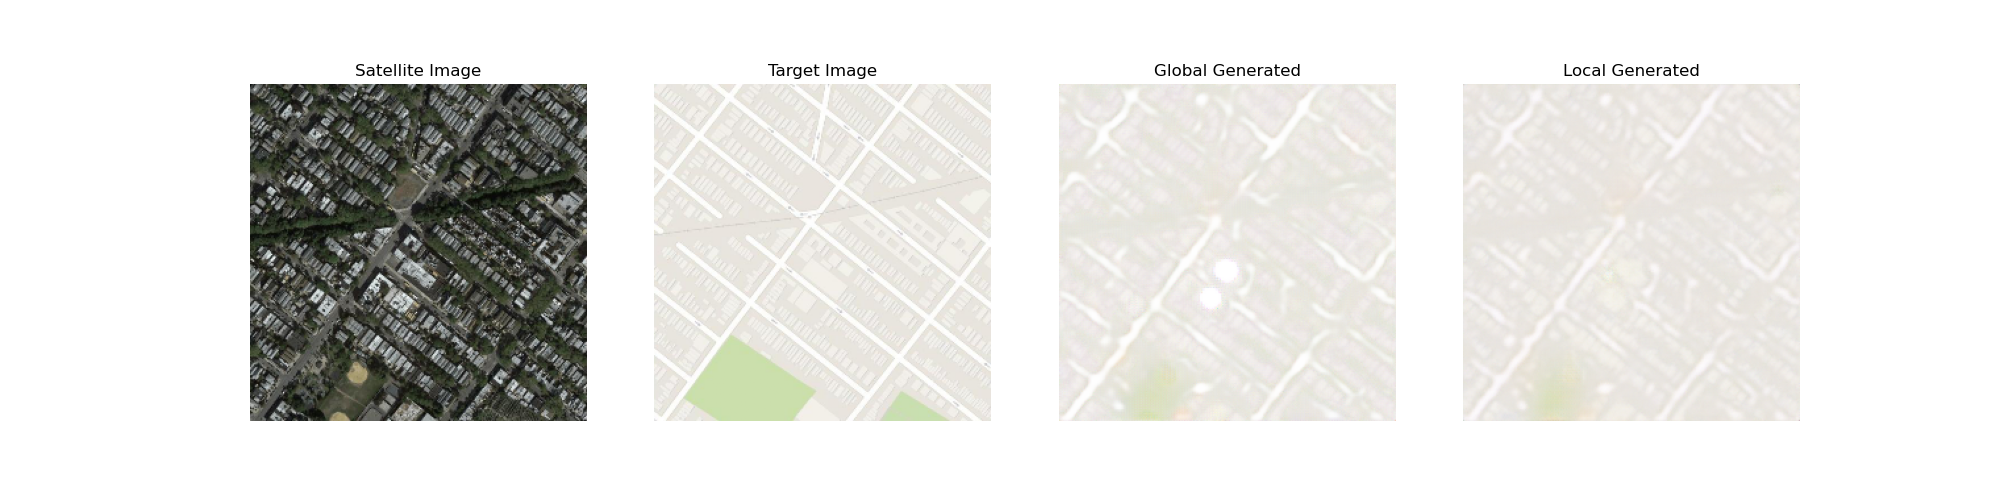 Satellite Image
Target Image
Global Generated
Local Generated